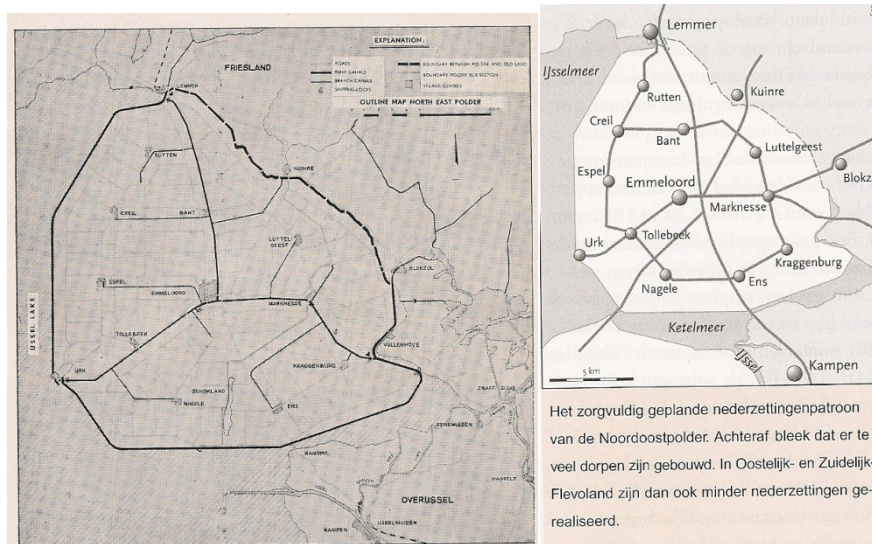 EXPLANATION:
ROADS
MAIN CANALS
BRANCH CANALS
SHIPPING-LOCKS
BOUNDARY BETWEEN POLDER AND OLD LAND
BOUNDARY POLDER SUB-SECTION
VILLAGE CENTRES
OUTLINE MAP NORTH EAST POLDER
FRIESLAND
LEMMER
RUTTEN
KUINRE
CREIL
BANT
LUTTEL-
GEEST
ESPEL
EMMELOORD
MARKNESSE
BLOKZIJL
IJSSEL LAKE
TOLLEBEEK
VOLLENHOVE
URK
SCHOKLAND
KRAGGENBURG
NAGELE
ENS
ZWARTSLUIS
GENEMUIDEN
HASSELT
RAMSPOL
OVERIJSSEL
IJSSELMUIDEN
KAMPEN
Lemmer
IJsselmeer
Kuinre
Rutten
Creil
Bant
Luttelgeest
Espel
Emmeloord
Blokz
Marknesse
Urk
Tollebeek
Kraggenburg
Nagele
Ens
Ketelmeer
IJssel
Kampen
5 km
Het zorgvuldig geplande nederzettingenpatroon
van de Noordoostpolder. Achteraf bleek dat er te
veel dorpen zijn gebouwd. In Oostelijk- en Zuidelijk-
Flevoland zijn dan ook minder nederzettingen ge-
realiseerd.